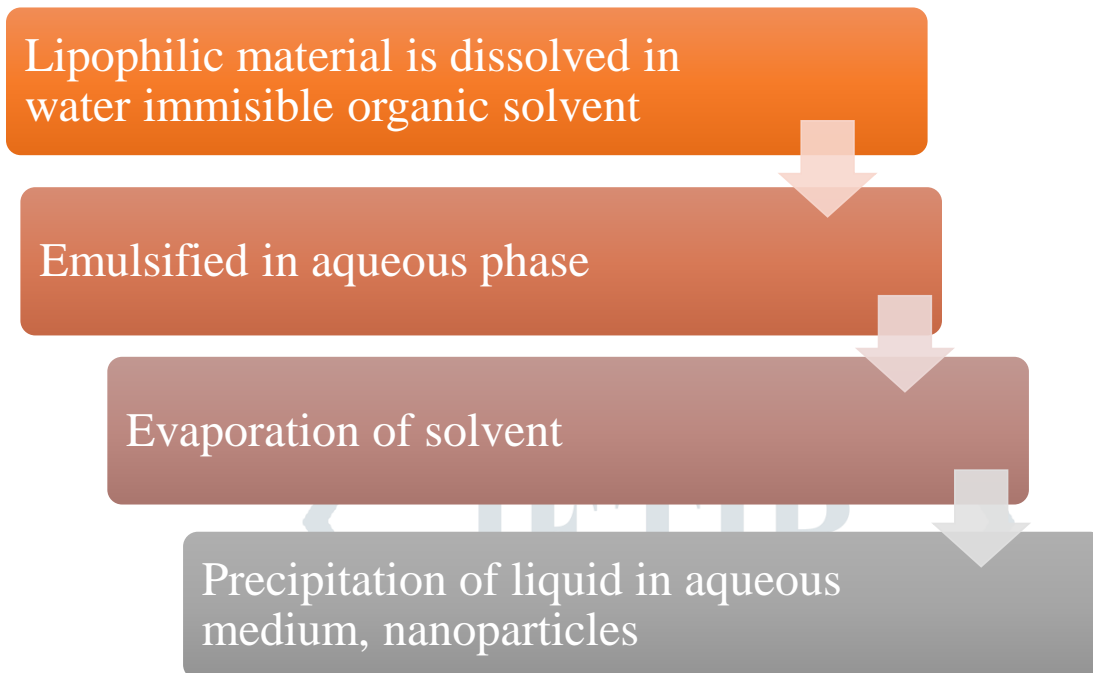 Lipophilic material is dissolved in
water immisible organic solvent
Emulsified in aqueous phase
Evaporation of solvent
Precipitation of liquid in aqueous
medium, nanoparticles